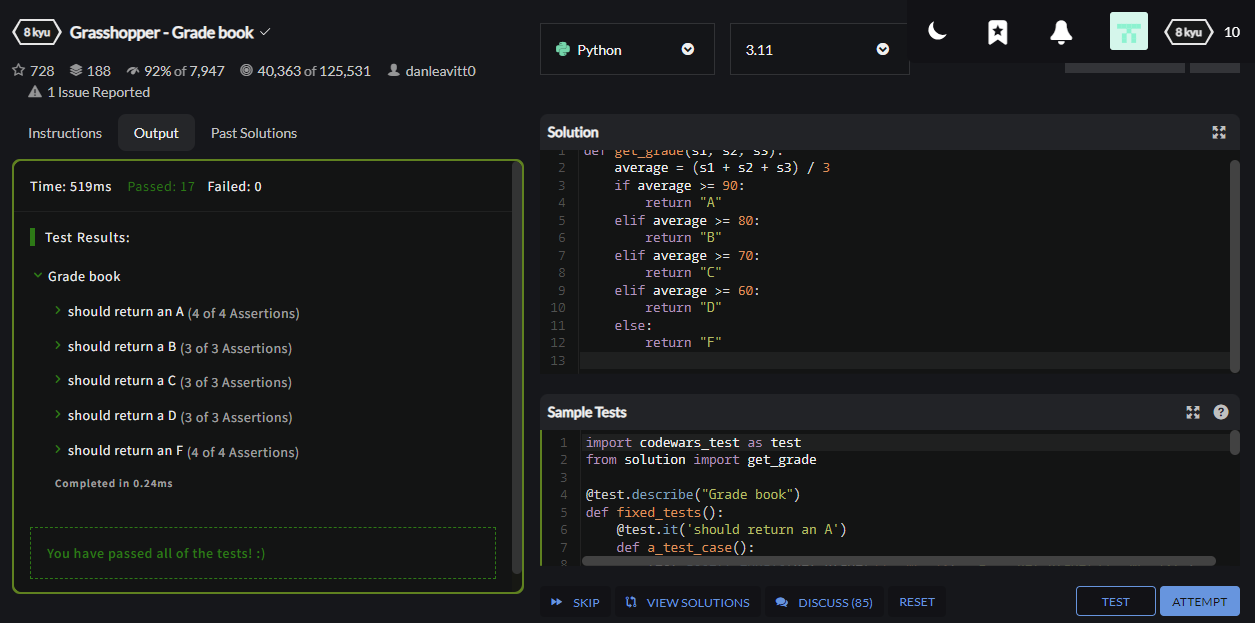 8 kyu Grasshopper - Grade book
728 188 92% of 7,947 40,363 of 125,531 danleavitt0
1 Issue Reported
Python
3.11
8 kyu 10
Instructions Output Past Solutions
Time: 519ms Passed: 17 Failed: 0
Test Results:
Grade book
should return an A (4 of 4 Assertions)
should return a B (3 of 3 Assertions)
should return a C (3 of 3 Assertions)
should return a D (3 of 3 Assertions)
should return an F (4 of 4 Assertions)
Completed in 0.24ms
You have passed all of the tests! :)
Solution
1 def get_grade(s1, s2, s3):
2 average = (s1 + s2 + s3) / 3
3 if average >= 90:
4 return "A"
5 elif average >= 80:
6 return "B"
7 elif average >= 70:
8 return "C"
9 elif average >= 60:
10 return "D"
11 else:
12 return "F"
13
Sample Tests
1 import codewars_test as test
2 from solution import get_grade
3
4 @test.describe("Grade book")
5 def fixed_tests():
6 @test.it('should return an A')
7 def a_test_case():
8
SKIP VIEW SOLUTIONS DISCUSS (85) RESET TEST ATTEMPT